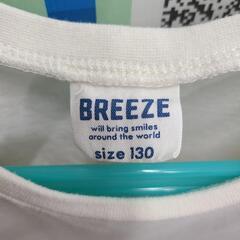 BREEZE
will bring smiles
around the world
size 130